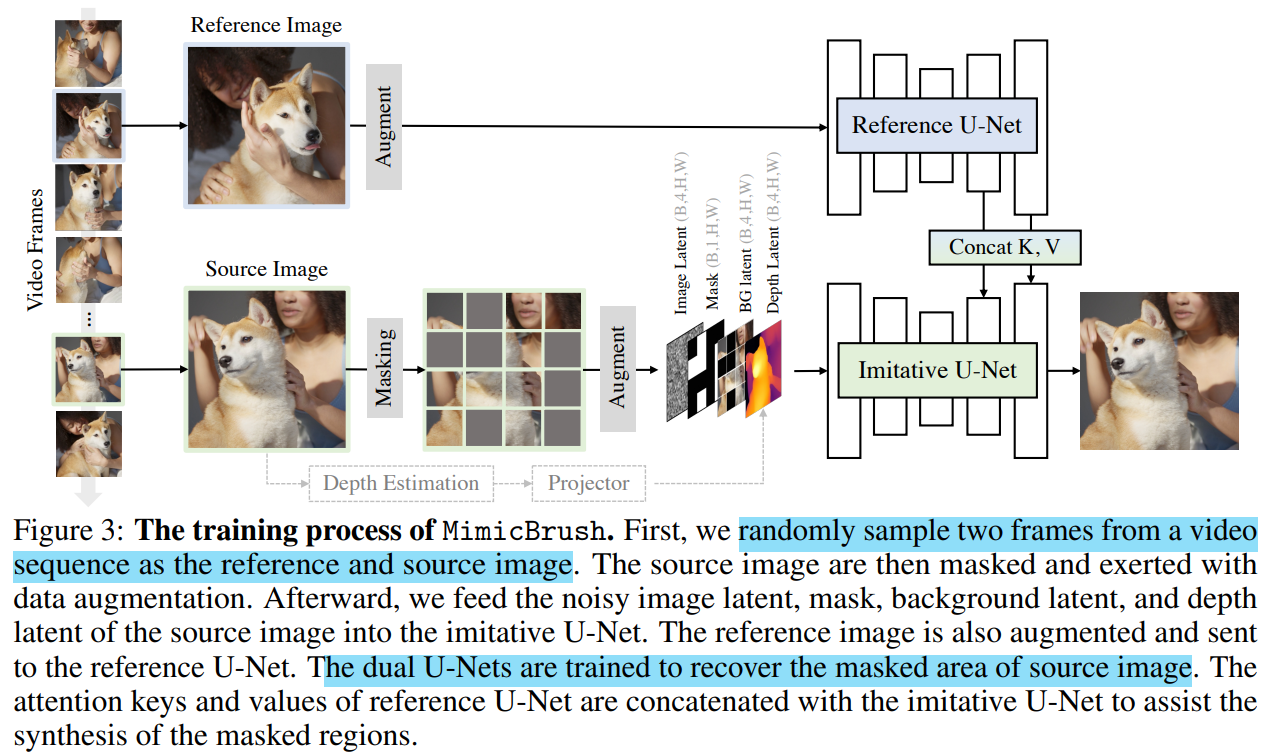 Reference Image
Video Frames
...
Augment
Reference U-Net
Concat K, V
Source Image
Masking
Augment
Image Latent (B,4,H,W)
Mask (B,1,H,W)
BG latent (B,4,H,W)
Depth Latent (B,4,H,W)
Imitative U-Net
Depth Estimation
Projector
Figure 3: The training process of MimicBrush. First, we randomly sample two frames from a video
sequence as the reference and source image. The source image are then masked and exerted with
data augmentation. Afterward, we feed the noisy image latent, mask, background latent, and depth
latent of the source image into the imitative U-Net. The reference image is also augmented and sent
to the reference U-Net. The dual U-Nets are trained to recover the masked area of source image. The
attention keys and values of reference U-Net are concatenated with the imitative U-Net to assist the
synthesis of the masked regions.